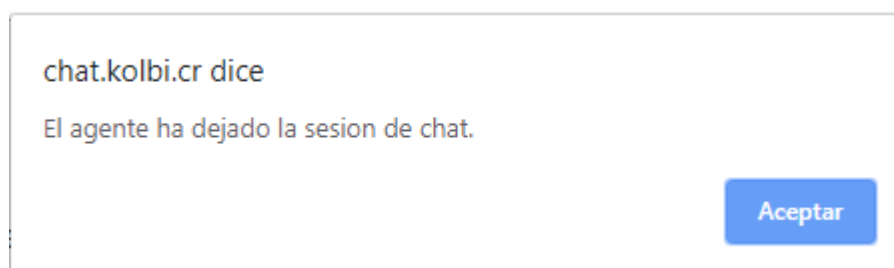 chat.kolbi.cr dice
El agente ha dejado la sesion de chat.
Aceptar